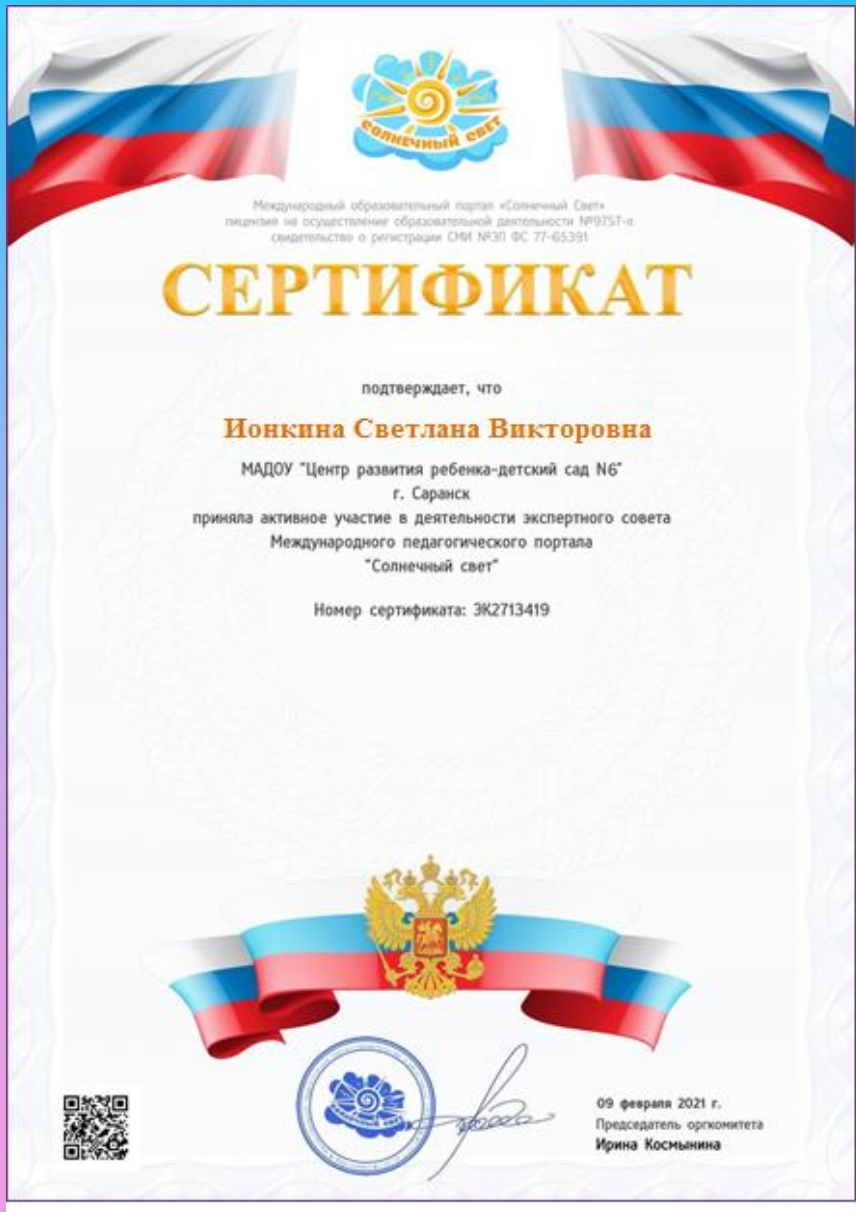 СОЛНЕЧНЫЙ СВЕТ
Международный образовательный портал «Солнечный Свет»
лицензия на осуществление образовательной деятельности №9757-л
свидетельство о регистрации СМИ №ЭЛ ФС 77-65391
СЕРТИФИКАТ
подтверждает, что
Ионкина Светлана Викторовна
МАДОУ "Центр развития ребенка-детский сад N6"
г. Саранск
приняла активное участие в деятельности экспертного совета
Международного педагогического портала
"Солнечный свет"
Номер сертификата: ЭК2713419
09 февраля 2021 г.
Председатель оргкомитета
Ирина Космынина